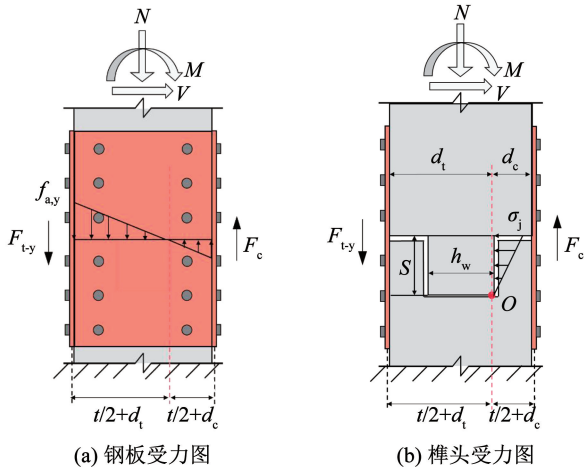 N
M
V
f_{a,y}
F_{t-y}
F_c
t/2+d_t
t/2+d_c
(a) 钢板受力图
N
M
V
d_t
d_c
σ_j
F_{t-y}
S
h_w
F_c
O
t/2+d_t
t/2+d_c
(b) 榫头受力图